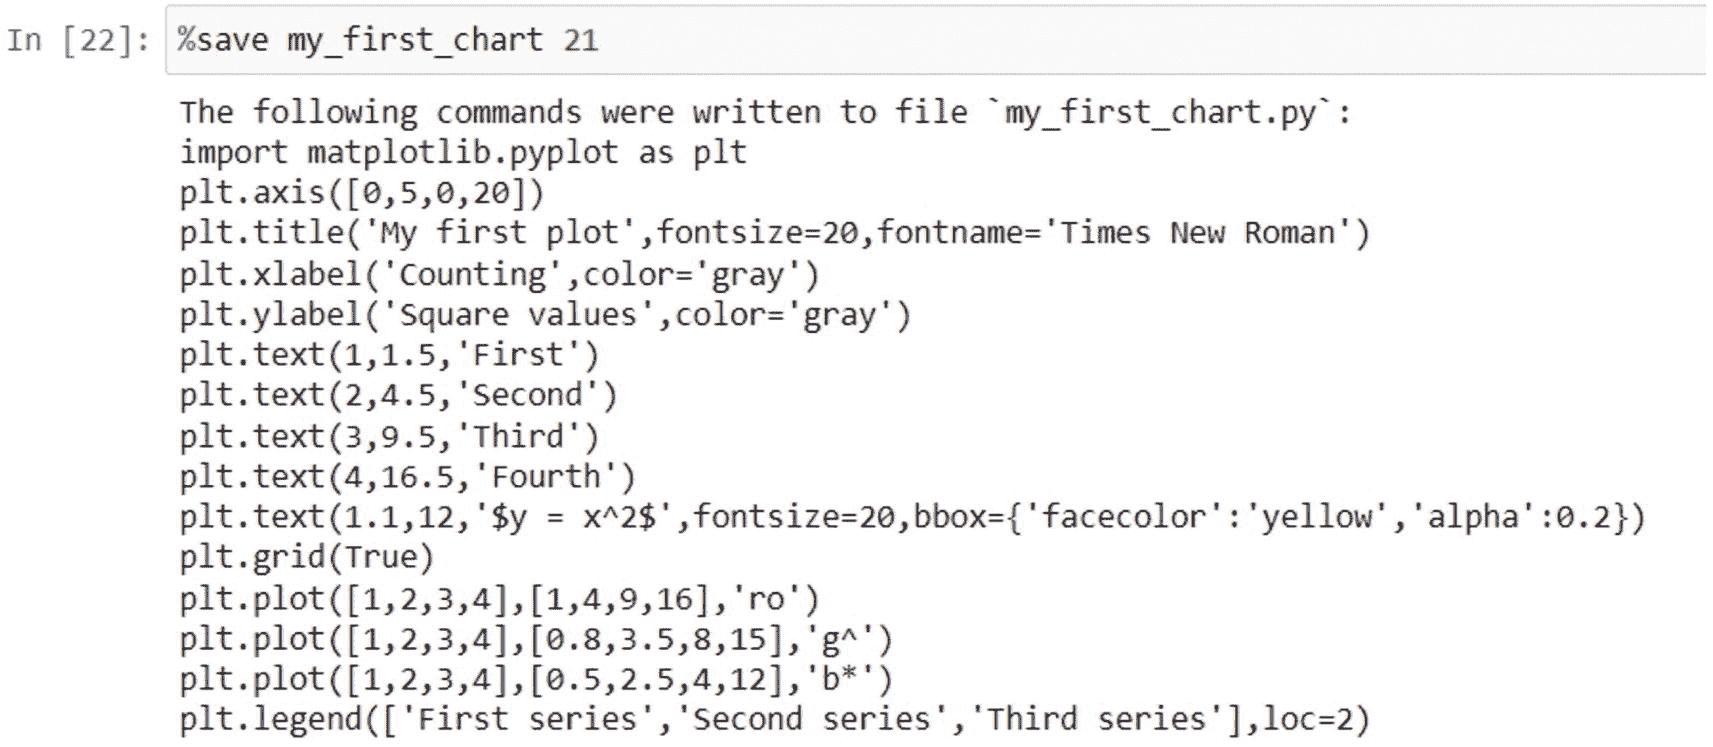 In [22]: %save my_first_chart 21
The following commands were written to file `my_first_chart.py`:
import matplotlib.pyplot as plt
plt.axis([0,5,0,20])
plt.title('My first plot',fontsize=20,fontname='Times New Roman')
plt.xlabel('Counting',color='gray')
plt.ylabel('Square values',color='gray')
plt.text(1,1.5,'First')
plt.text(2,4.5,'Second')
plt.text(3,9.5,'Third')
plt.text(4,16.5,'Fourth')
plt.text(1.1,12,'$y = x^2$',fontsize=20,bbox={'facecolor':'yellow','alpha':0.2})
plt.grid(True)
plt.plot([1,2,3,4],[1,4,9,16],'ro')
plt.plot([1,2,3,4],[0.8,3.5,8,15],'g^')
plt.plot([1,2,3,4],[0.5,2.5,4,12],'b*')
plt.legend(['First series','Second series','Third series'],loc=2)